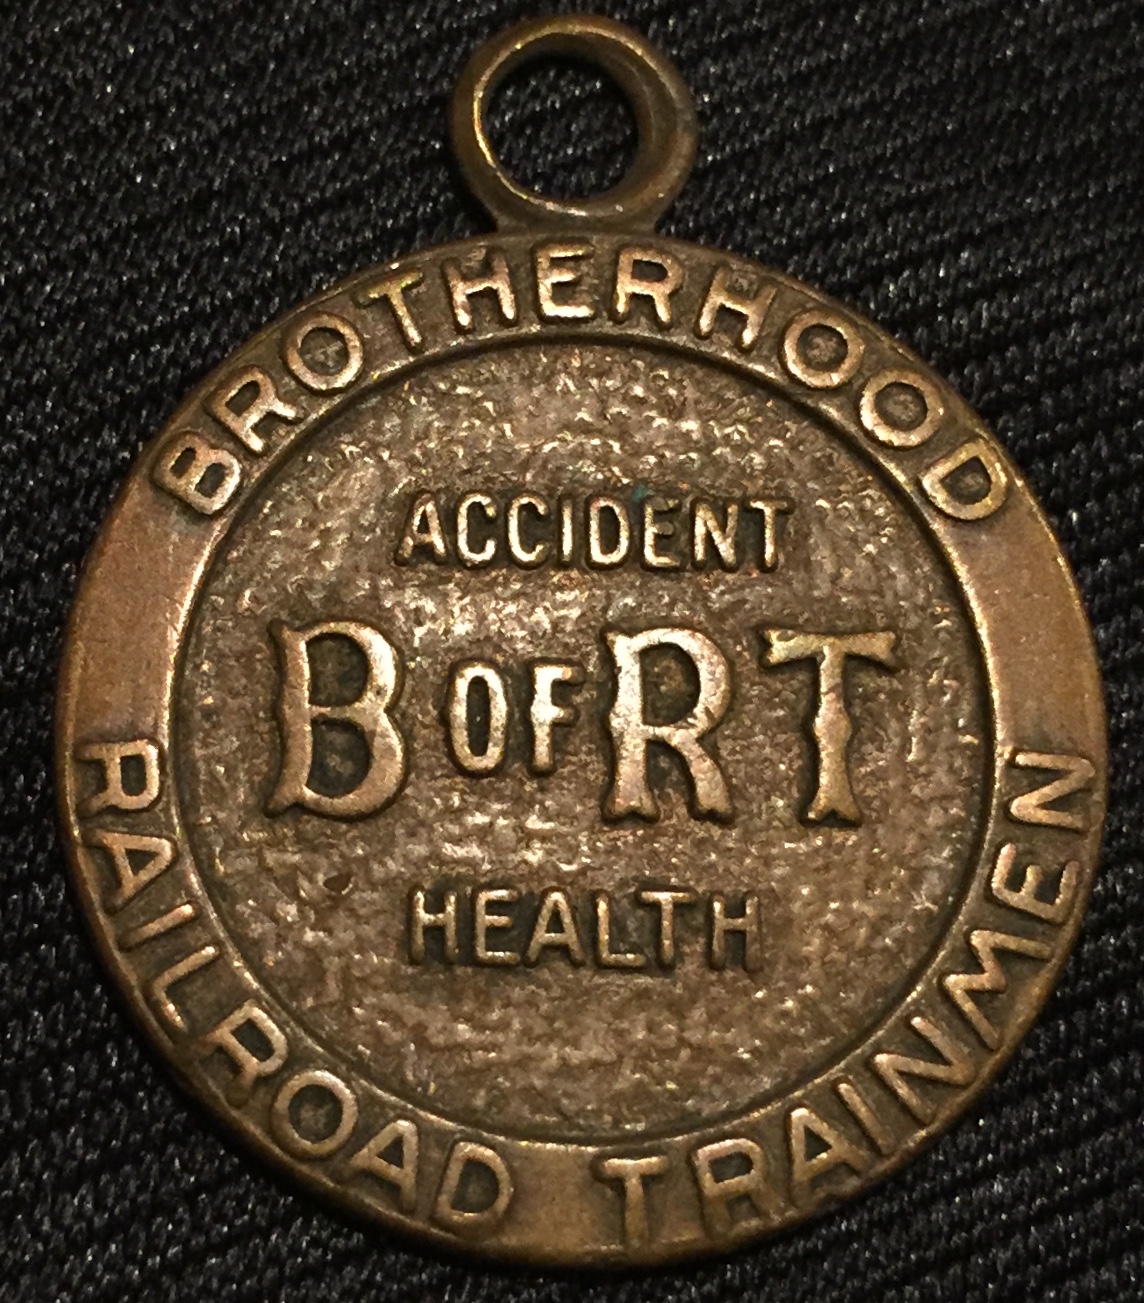 BROTHERHOOD
ACCIDENT
B OF RT
HEALTH
RAILROAD TRAINMEN